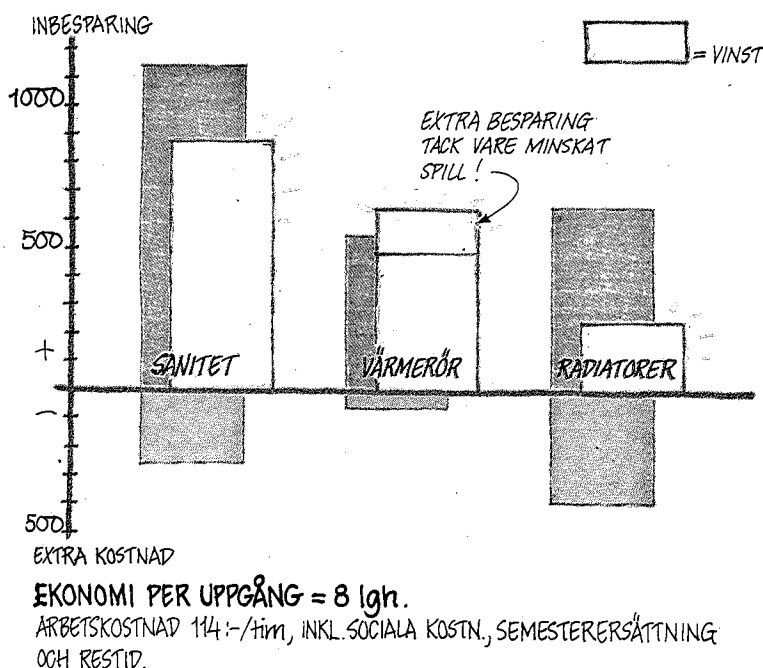 INBESPARING
= VINST
1000
EXTRA BESPARING
TACK VARE MINSKAT
SPILL!
500
+
SANITET
VÄRMERÖR
RADIATORER
−
500
EXTRA KOSTNAD
EKONOMI PER UPPGÅNG = 8 lgh.
ARBETSKOSTNAD 114:-/tim, INKL. SOCIALA KOSTN., SEMESTERERSÄTTNING
OCH RESTID.